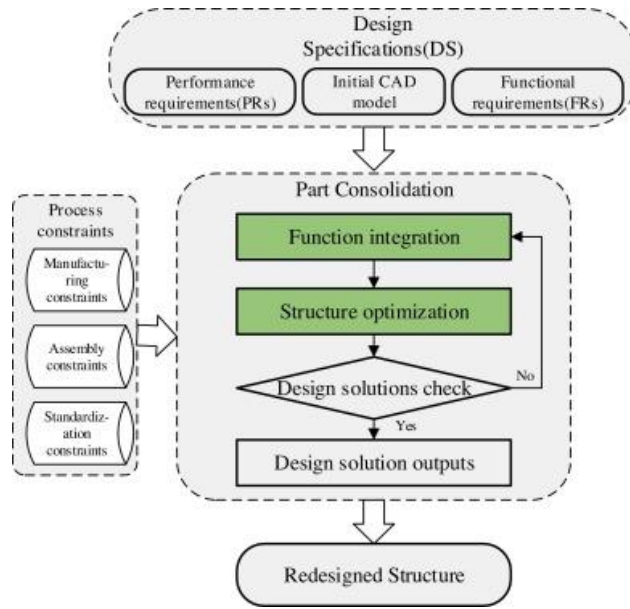 Design
Specifications(DS)
Performance
requirements(PRs)
Initial CAD
model
Functional
requirements(FRs)
Part Consolidation
Process
constraints
Function integration
Manufactu-
ring
constraints
Structure optimization
Assembly
constraints
No
Design solutions check
Yes
Standardiz-
ation
constraints
Design solution outputs
Redesigned Structure